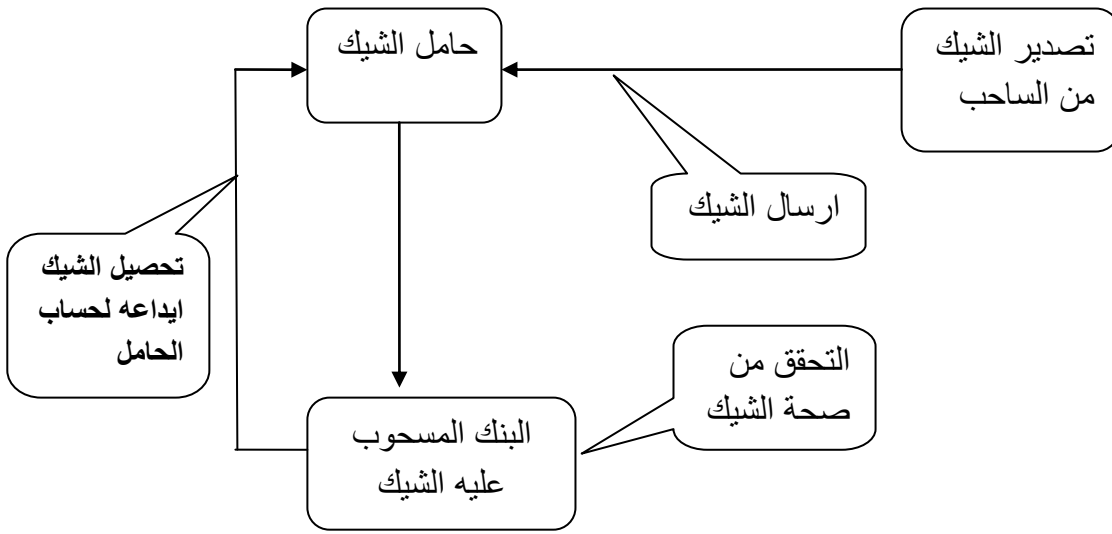 تصدير الشيك
من الساحب
حامل الشيك
ارسال الشيك
تحصيل الشيك
ايداعه لحساب
الحامل
التحقق من
صحة الشيك
البنك المسحوب
عليه الشيك